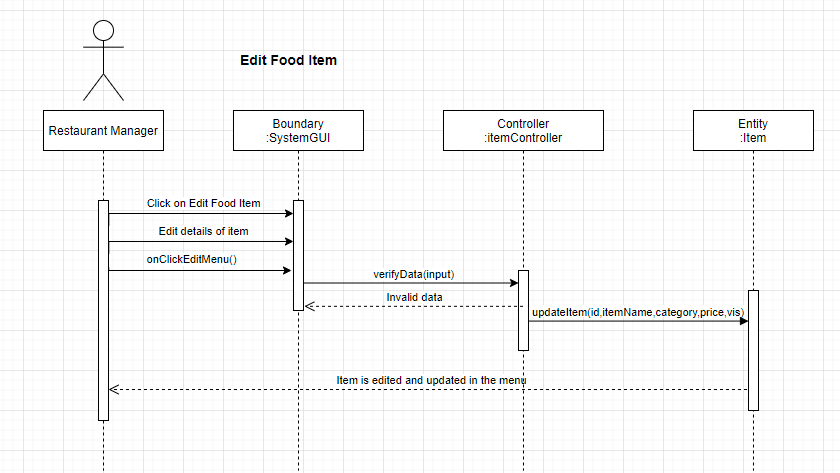 Edit Food Item
Restaurant Manager
Boundary
:SystemGUI
Controller
:itemController
Entity
:Item
Click on Edit Food Item
Edit details of item
onClickEditMenu()
verifyData(input)
Invalid data
updateItem(id,itemName,category,price,vis)
Item is edited and updated in the menu